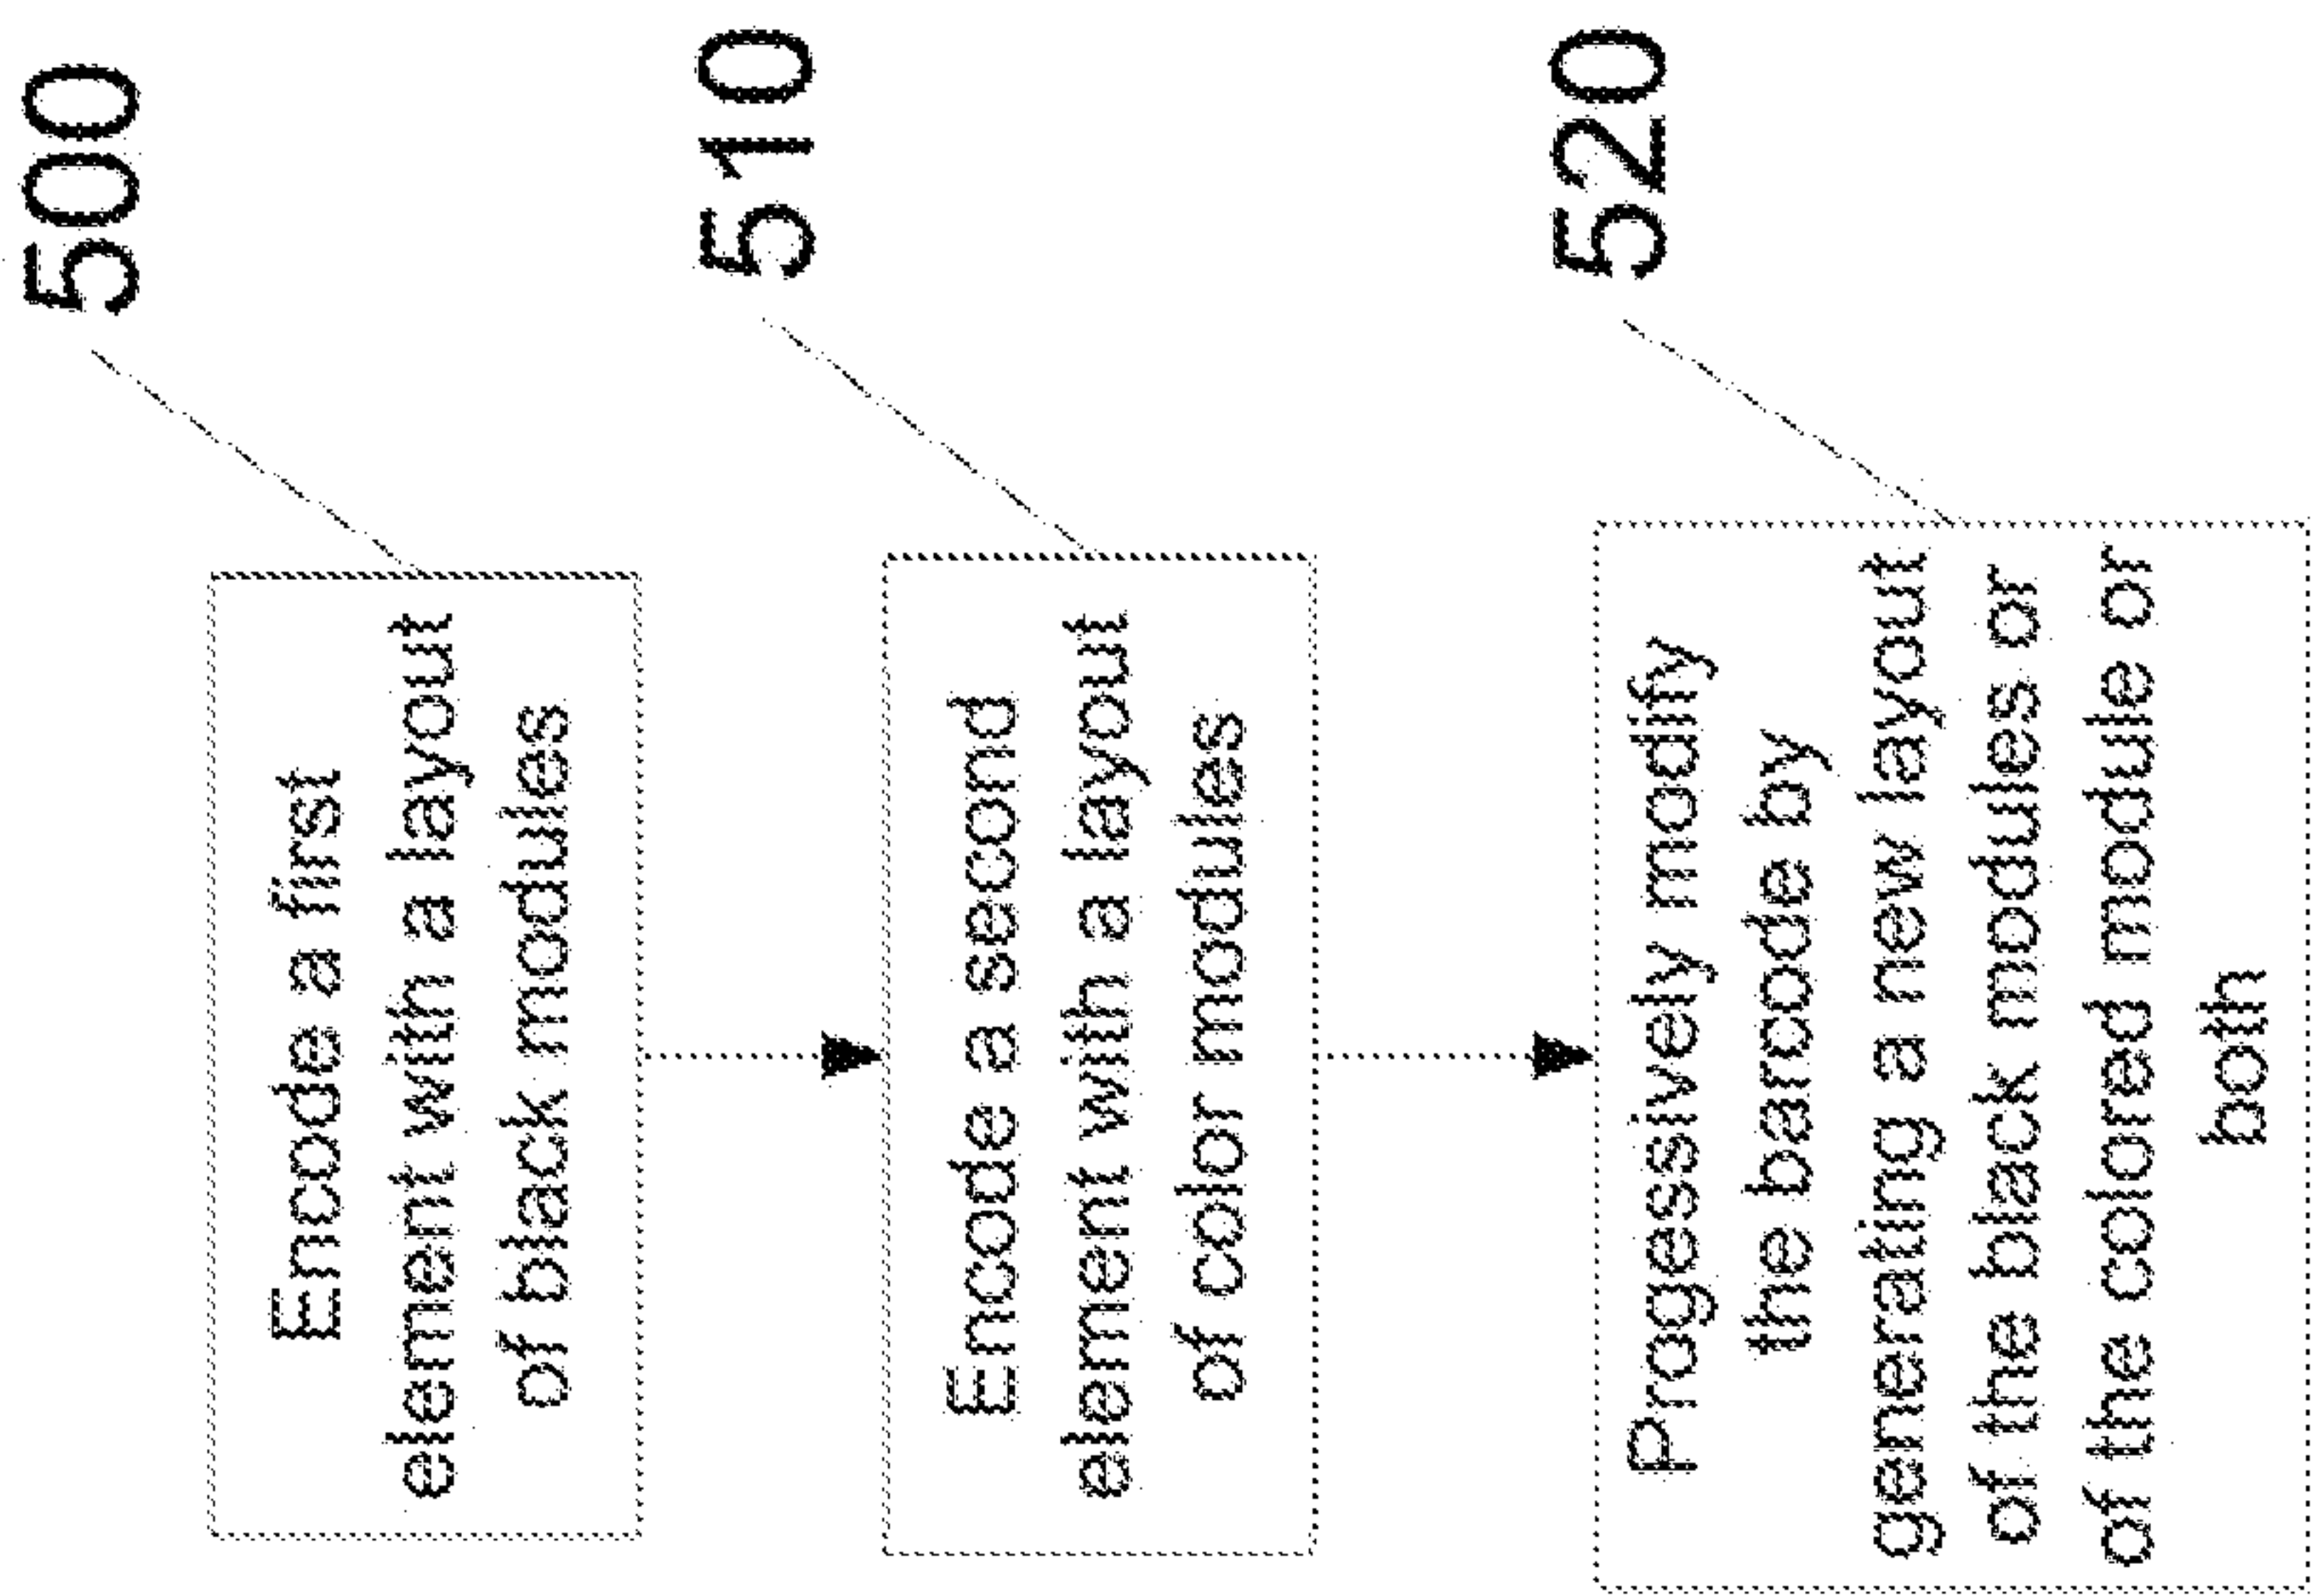 500
Encode a first
element with a layout
of black modules
510
Encode a second
element with a layout
of color modules
520
Progessively modify
the barcode by
generating a new layout
of the black modules or
of the colored module or
both